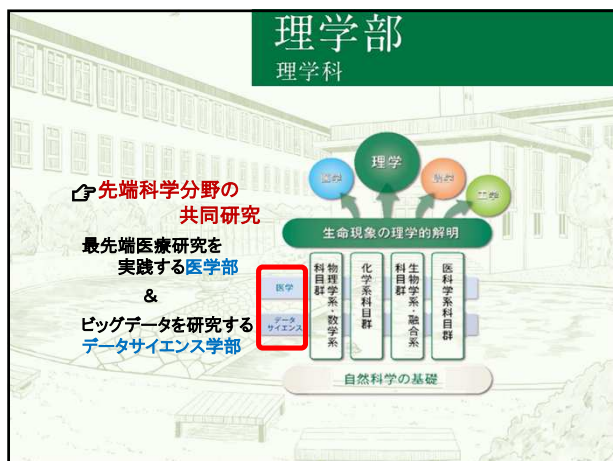 理学部
理学科
👉先端科学分野の
共同研究
最先端医療研究を
実践する医学部
&
ビッグデータを研究する
データサイエンス学部
医学
理学
薬学
工学
生命現象の理学的解明
医学
データ
サイエンス
物理学系・数学系
科目群
化学系科目群
生物学系・融合系
科目群
医科学系科目群
自然科学の基礎